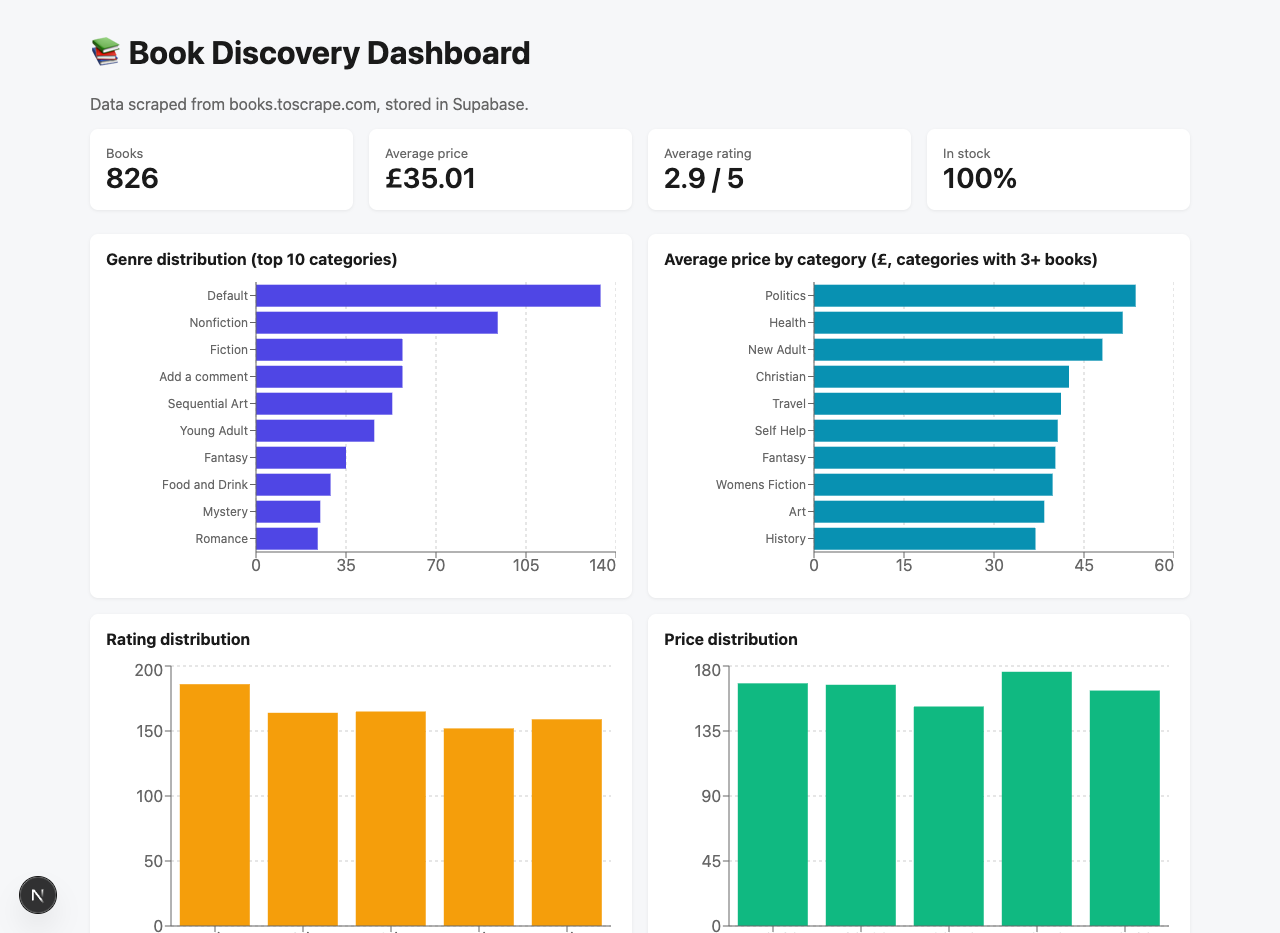 📚 Book Discovery Dashboard
Data scraped from books.toscrape.com, stored in Supabase.
Books
826
Average price
£35.01
Average rating
2.9 / 5
In stock
100%
Genre distribution (top 10 categories)
Default
Nonfiction
Fiction
Add a comment
Sequential Art
Young Adult
Fantasy
Food and Drink
Mystery
Romance
0 35 70 105 140
Average price by category (£, categories with 3+ books)
Politics
Health
New Adult
Christian
Travel
Self Help
Fantasy
Womens Fiction
Art
History
0 15 30 45 60
Rating distribution
200
150
100
50
0
Price distribution
180
135
90
45
0
N